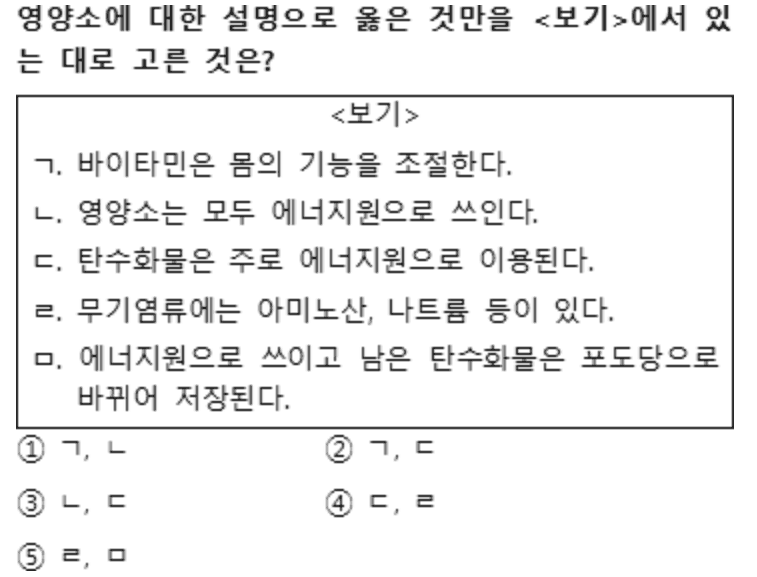 영양소에 대한 설명으로 옳은 것만을 <보기>에서 있
는 대로 고른 것은?
<보기>
ㄱ. 바이타민은 몸의 기능을 조절한다.
ㄴ. 영양소는 모두 에너지원으로 쓰인다.
ㄷ. 탄수화물은 주로 에너지원으로 이용된다.
ㄹ. 무기염류에는 아미노산, 나트륨 등이 있다.
ㅁ. 에너지원으로 쓰이고 남은 탄수화물은 포도당으로
바뀌어 저장된다.
① ㄱ, ㄴ ② ㄱ, ㄷ
③ ㄴ, ㄷ ④ ㄷ, ㄹ
⑤ ㄹ, ㅁ